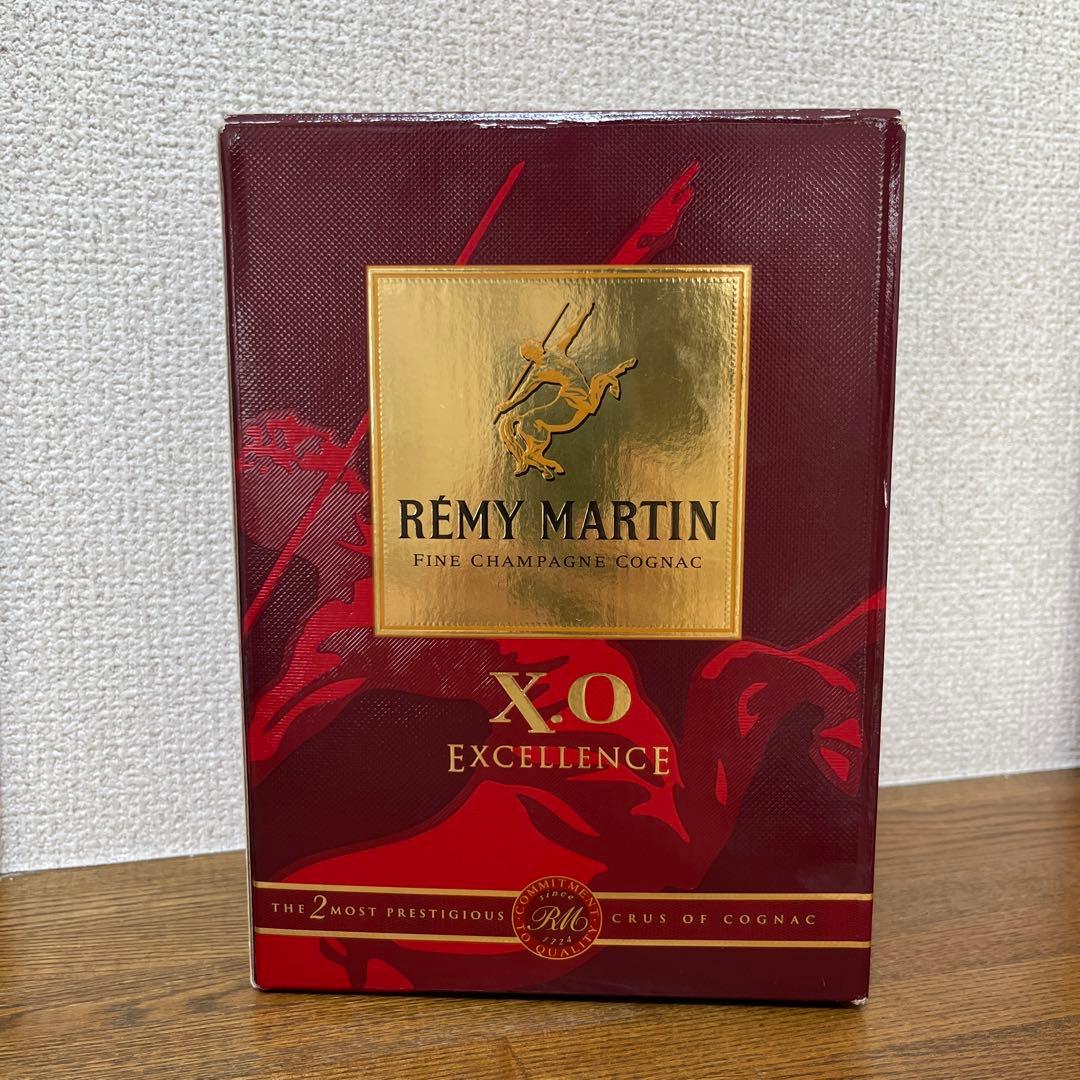 RÉMY MARTIN
FINE CHAMPAGNE COGNAC
X.O
EXCELLENCE
THE 2 MOST PRESTIGIOUS CRUS OF COGNAC
COMMITMENT TO QUALITY
since
RM
1724